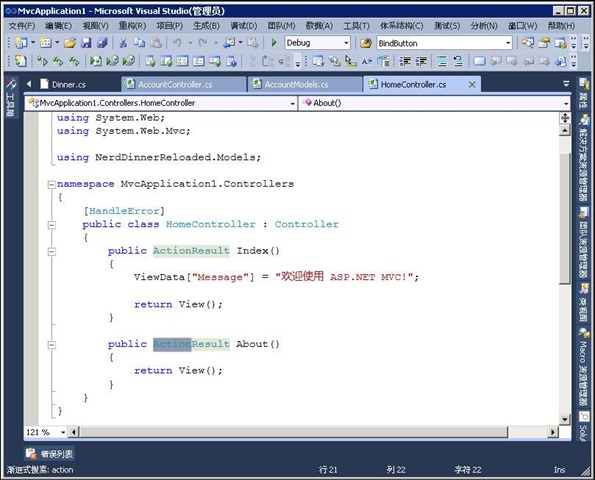 MvcApplication1 - Microsoft Visual Studio(管理员)
文件(F) 编辑(E) 视图(V) 重构(R) 项目(P) 生成(B) 调试(D) 团队(M) 数据(A) 工具(T) 体系结构(C) 测试(S) 分析(N) 窗口(W) 帮助(H)
Debug BindButton
Dinner.cs AccountController.cs AccountModels.cs HomeController.cs
MvcApplication1.Controllers.HomeController About()
using System.Web;
using System.Web.Mvc;
using NerdDinnerReloaded.Models;
namespace MvcApplication1.Controllers
{
[HandleError]
public class HomeController : Controller
{
public ActionResult Index()
{
ViewData["Message"] = "欢迎使用 ASP.NET MVC!";
return View();
}
public ActionResult About()
{
return View();
}
}
}
121 %
错误列表
渐进式搜索: action 行 21 列 22 字符 22 Ins
工具箱
属性
解决方案资源管理器
团队资源管理器
类视图
Macro 资源管理器